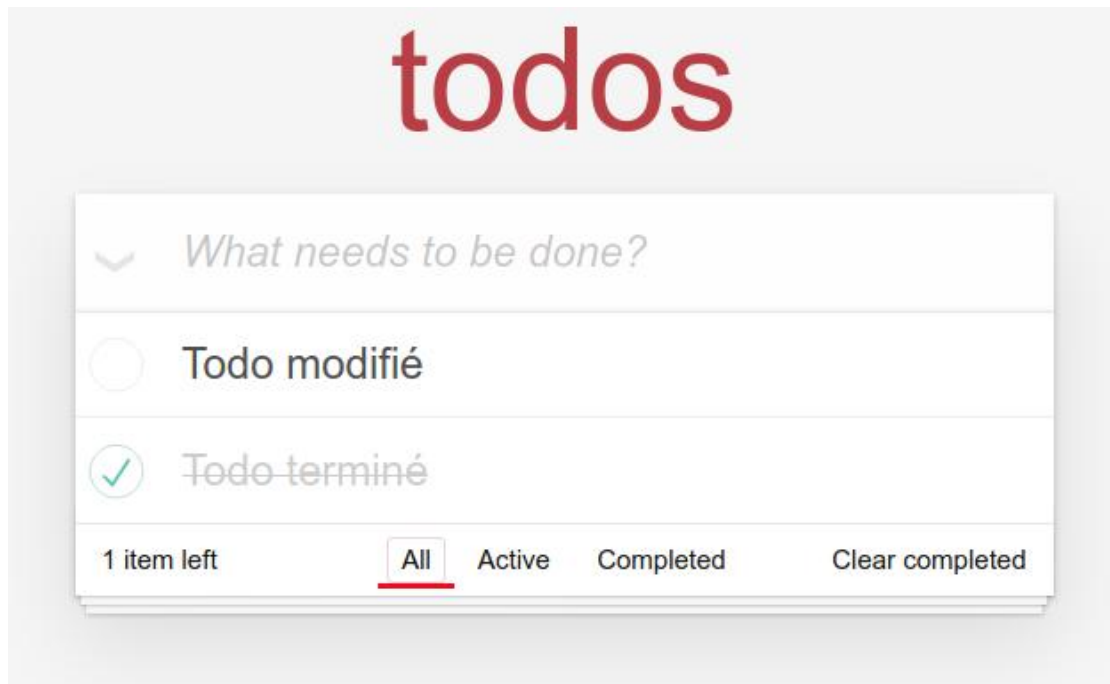 todos
What needs to be done?
Todo modifié
Todo terminé
1 item left All Active Completed Clear completed